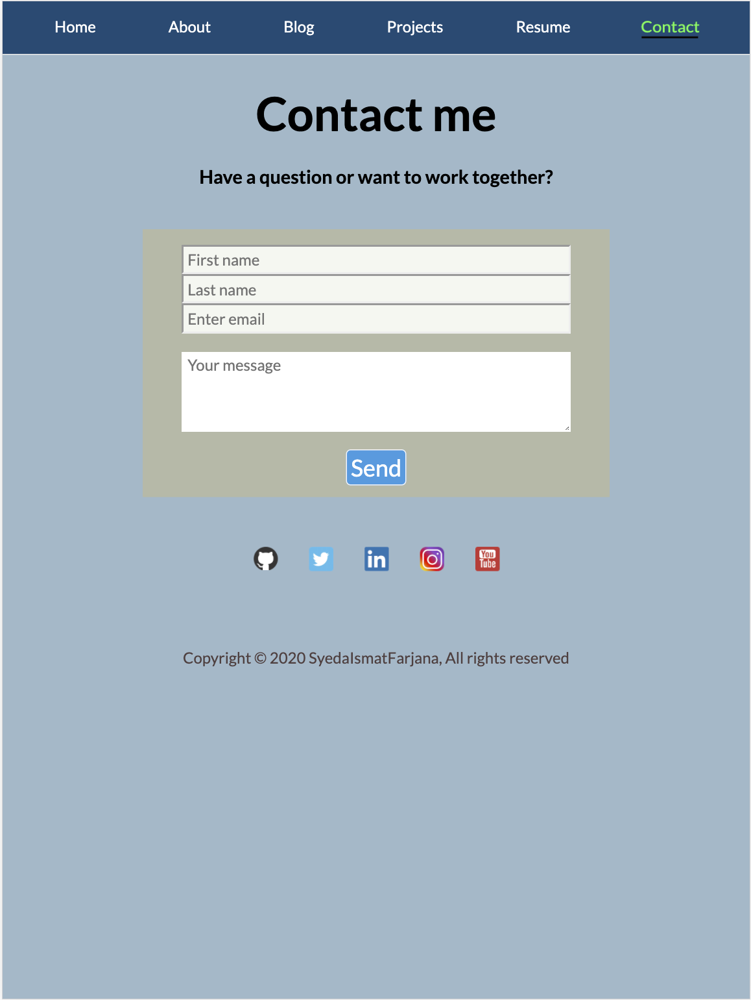 Home About Blog Projects Resume Contact
Contact me
Have a question or want to work together?
First name
Last name
Enter email
Your message
Send
in You Tube
Copyright © 2020 SyedaIsmatFarjana, All rights reserved